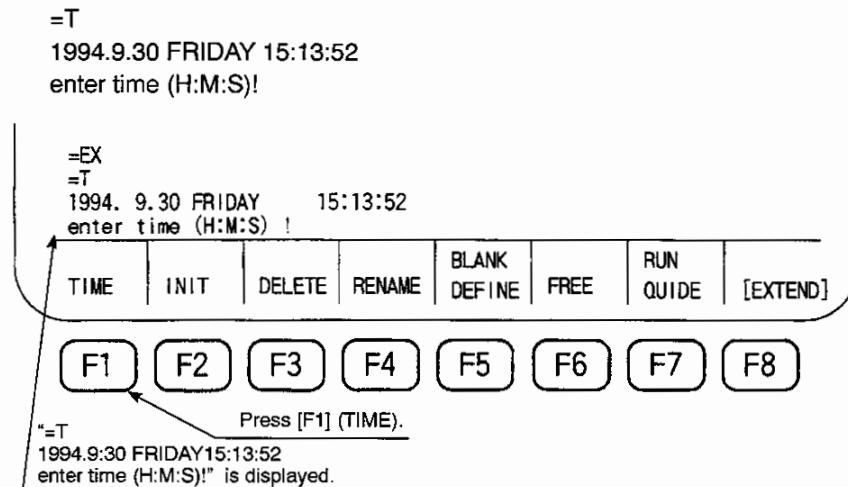 =T
1994.9.30 FRIDAY 15:13:52
enter time (H:M:S)!
=EX
=T
1994. 9.30 FRIDAY 15:13:52
enter time (H:M:S) !
TIME INIT DELETE RENAME BLANK DEFINE FREE RUN QUIDE [EXTEND]
F1 F2 F3 F4 F5 F6 F7 F8
Press [F1] (TIME).
"=T
1994.9:30 FRIDAY15:13:52
enter time (H:M:S)!" is displayed.